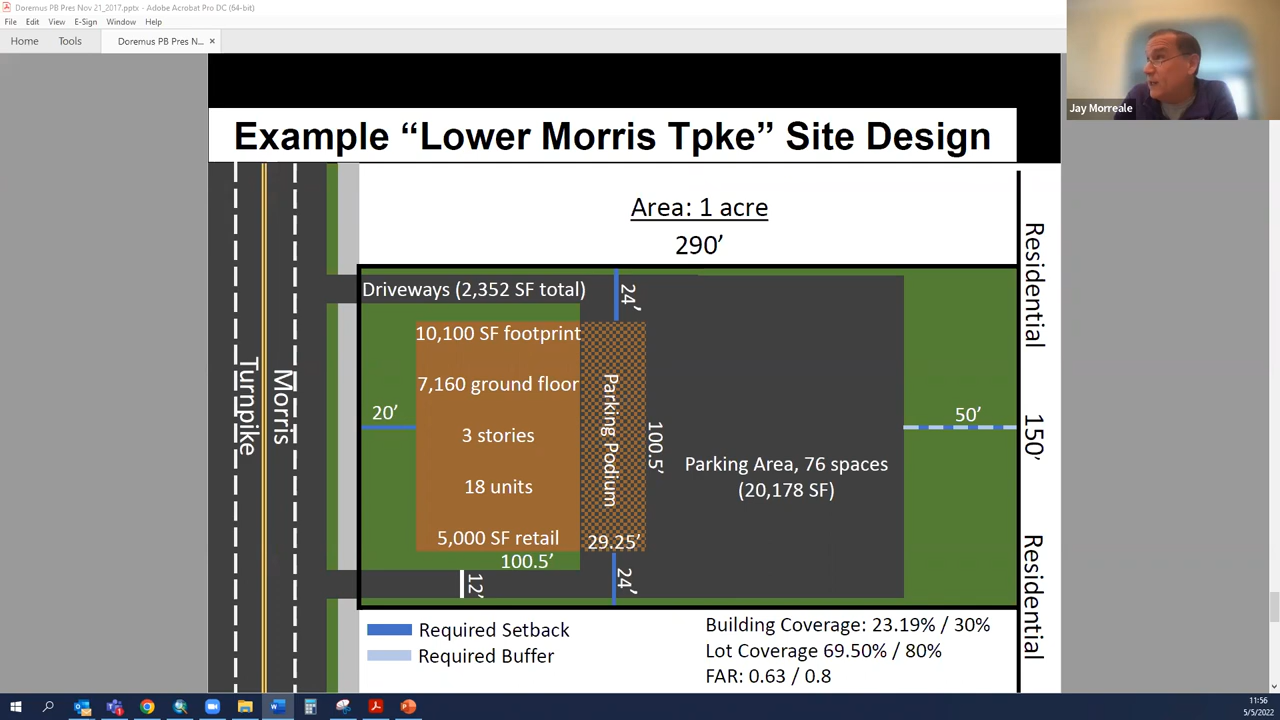 Doremus PB Pres Nov 21_2017.pptx - Adobe Acrobat Pro DC (64-bit)
File Edit View E-Sign Window Help
Home Tools Doremus PB Pres N... ×
Jay Morreale
Example “Lower Morris Tpke” Site Design
Area: 1 acre
290’
Residential
150’
Residential
Morris
Turnpike
Driveways (2,352 SF total)
24’
10,100 SF footprint
7,160 ground floor
3 stories
18 units
5,000 SF retail
20’
Parking Podium
100.5’
29.25’
100.5’
12’
24’
Parking Area, 76 spaces
(20,178 SF)
50’
Required Setback
Required Buffer
Building Coverage: 23.19% / 30%
Lot Coverage 69.50% / 80%
FAR: 0.63 / 0.8
11:56
5/5/2022